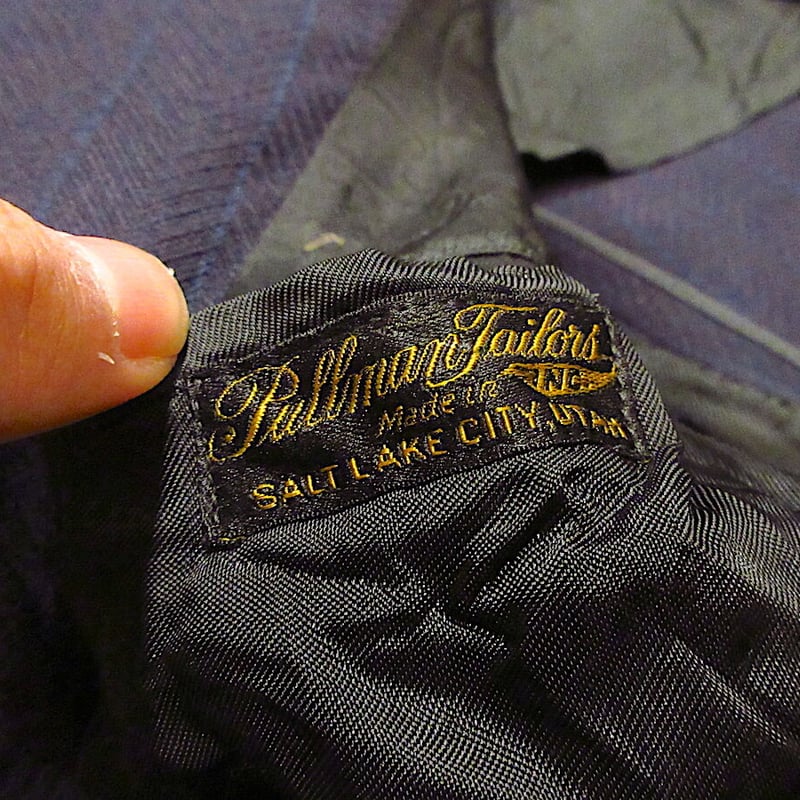 Pullman Tailors
INC.
Made in
SALT LAKE CITY, UTAH